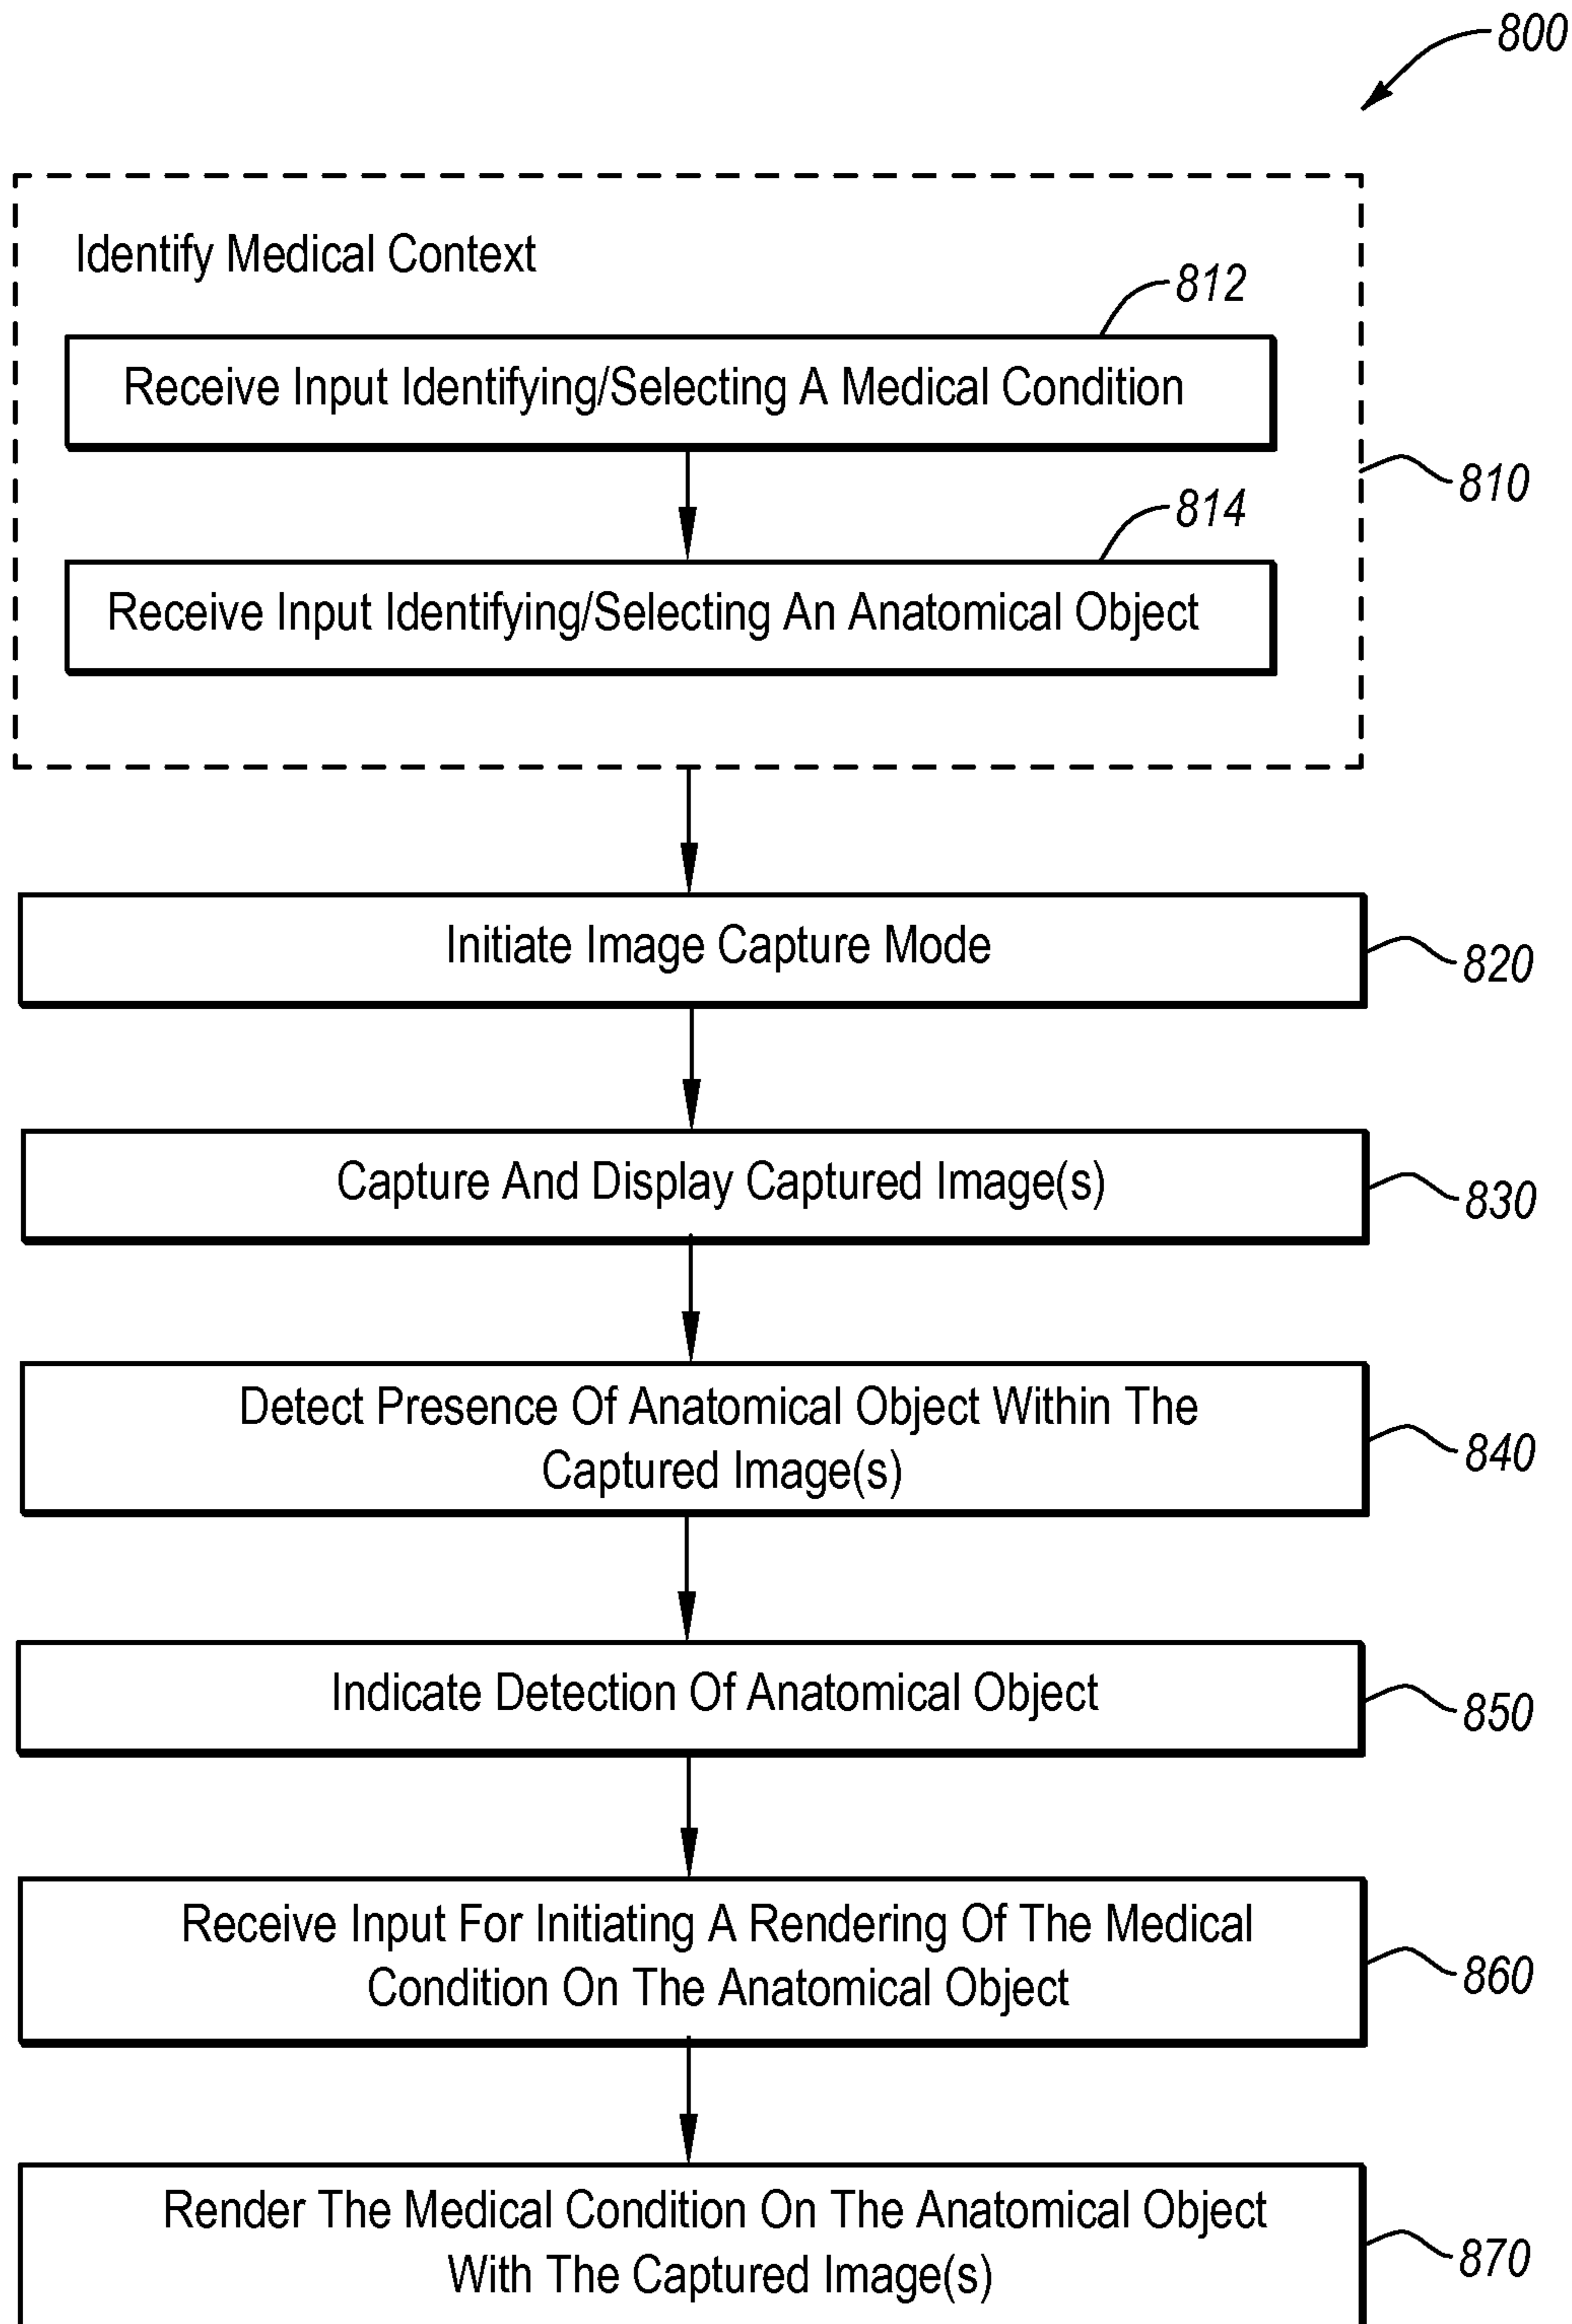 800
Identify Medical Context
812
Receive Input Identifying/Selecting A Medical Condition
810
814
Receive Input Identifying/Selecting An Anatomical Object
Initiate Image Capture Mode
820
Capture And Display Captured Image(s)
830
Detect Presence Of Anatomical Object Within The
Captured Image(s)
840
Indicate Detection Of Anatomical Object
850
Receive Input For Initiating A Rendering Of The Medical
Condition On The Anatomical Object
860
Render The Medical Condition On The Anatomical Object
With The Captured Image(s)
870